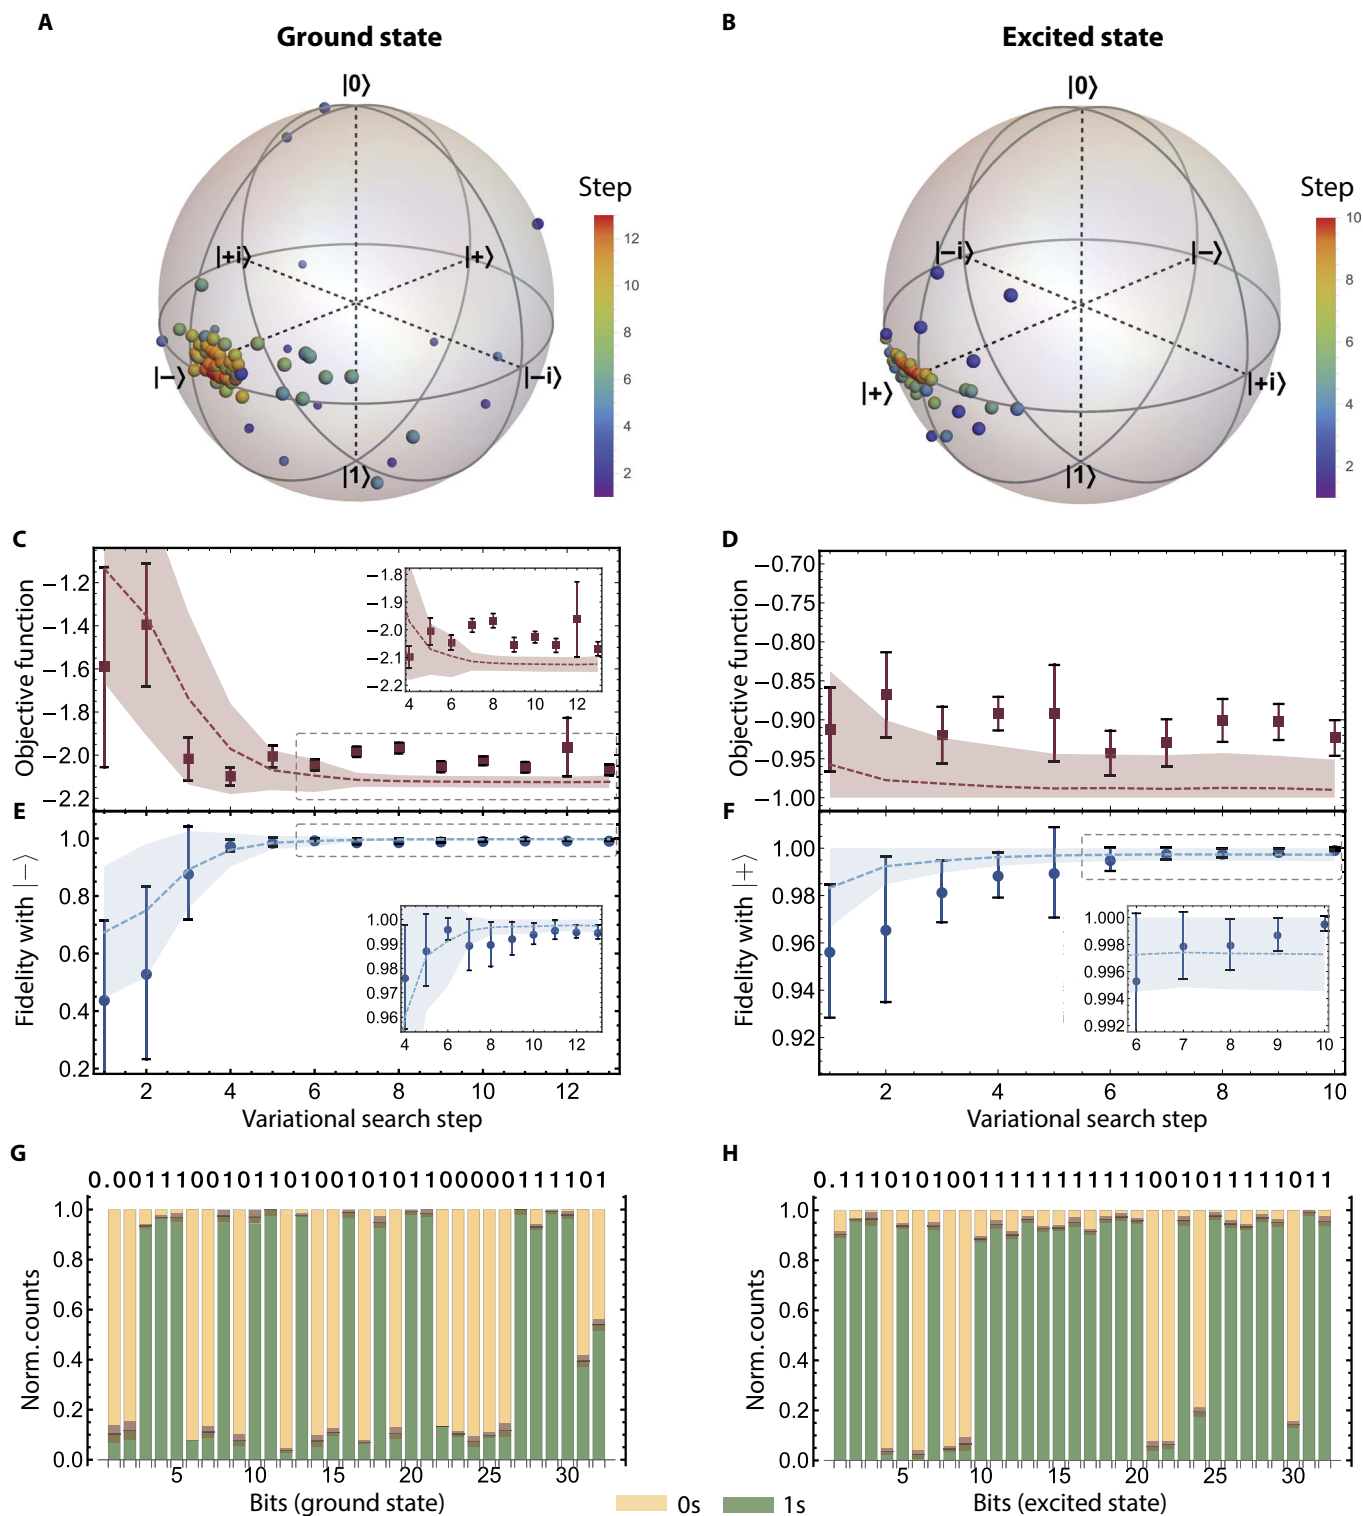 A
Ground state
B
Excited state
|0⟩
|+i⟩
|+⟩
|−⟩
|−i⟩
|1⟩
Step
12
10
8
6
4
2
|0⟩
|−i⟩
|−⟩
|+⟩
|+i⟩
|1⟩
Step
10
8
6
4
2
C
Objective function
−1.2
−1.4
−1.6
−1.8
−2.0
−2.2
−1.8
−1.9
−2.0
−2.1
−2.2
4 6 8 10 12
D
Objective function
−0.70
−0.75
−0.80
−0.85
−0.90
−0.95
−1.00
E
Fidelity with |−⟩
1.0
0.8
0.6
0.4
0.2
1.00
0.99
0.98
0.97
0.96
4 6 8 10 12
2 4 6 8 10 12
Variational search step
F
Fidelity with |+⟩
1.00
0.98
0.96
0.94
0.92
1.000
0.998
0.996
0.994
0.992
6 7 8 9 10
2 4 6 8 10
Variational search step
G
0.00111001011010010101100000111101
Norm. counts
1.0
0.8
0.6
0.4
0.2
0.0
5 10 15 20 25 30
Bits (ground state)
H
0.11101010011111111111001011111011
Norm. counts
1.0
0.8
0.6
0.4
0.2
0.0
5 10 15 20 25 30
Bits (excited state)
0s 1s